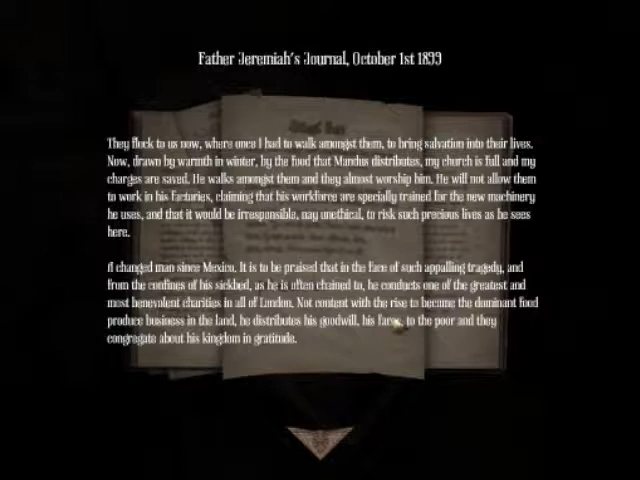 Father Jeremiah's Journal, October 1st 1899
They flock to us now, where once I had to walk amongst them, to bring salvation into their lives.
Now, drawn by warmth in winter, by the food that Mandus distributes, my church is full and my
charges are saved. He walks amongst them and they almost worship him. He will not allow them
to work in his factories, claiming that his workforce are specially trained for the new machinery
he uses, and that it would be irresponsible, nay unethical, to risk such precious lives as he sees
here.
A changed man since Mexico. It is to be praised that in the face of such appalling tragedy, and
from the confines of his sickbed, as he is often chained to, he conducts one of the greatest and
most benevolent charities in all of London. Not content with the rise to become the dominant food
produce business in the land, he distributes his goodwill, his fares, to the poor and they
congregate about his kingdom in gratitude.